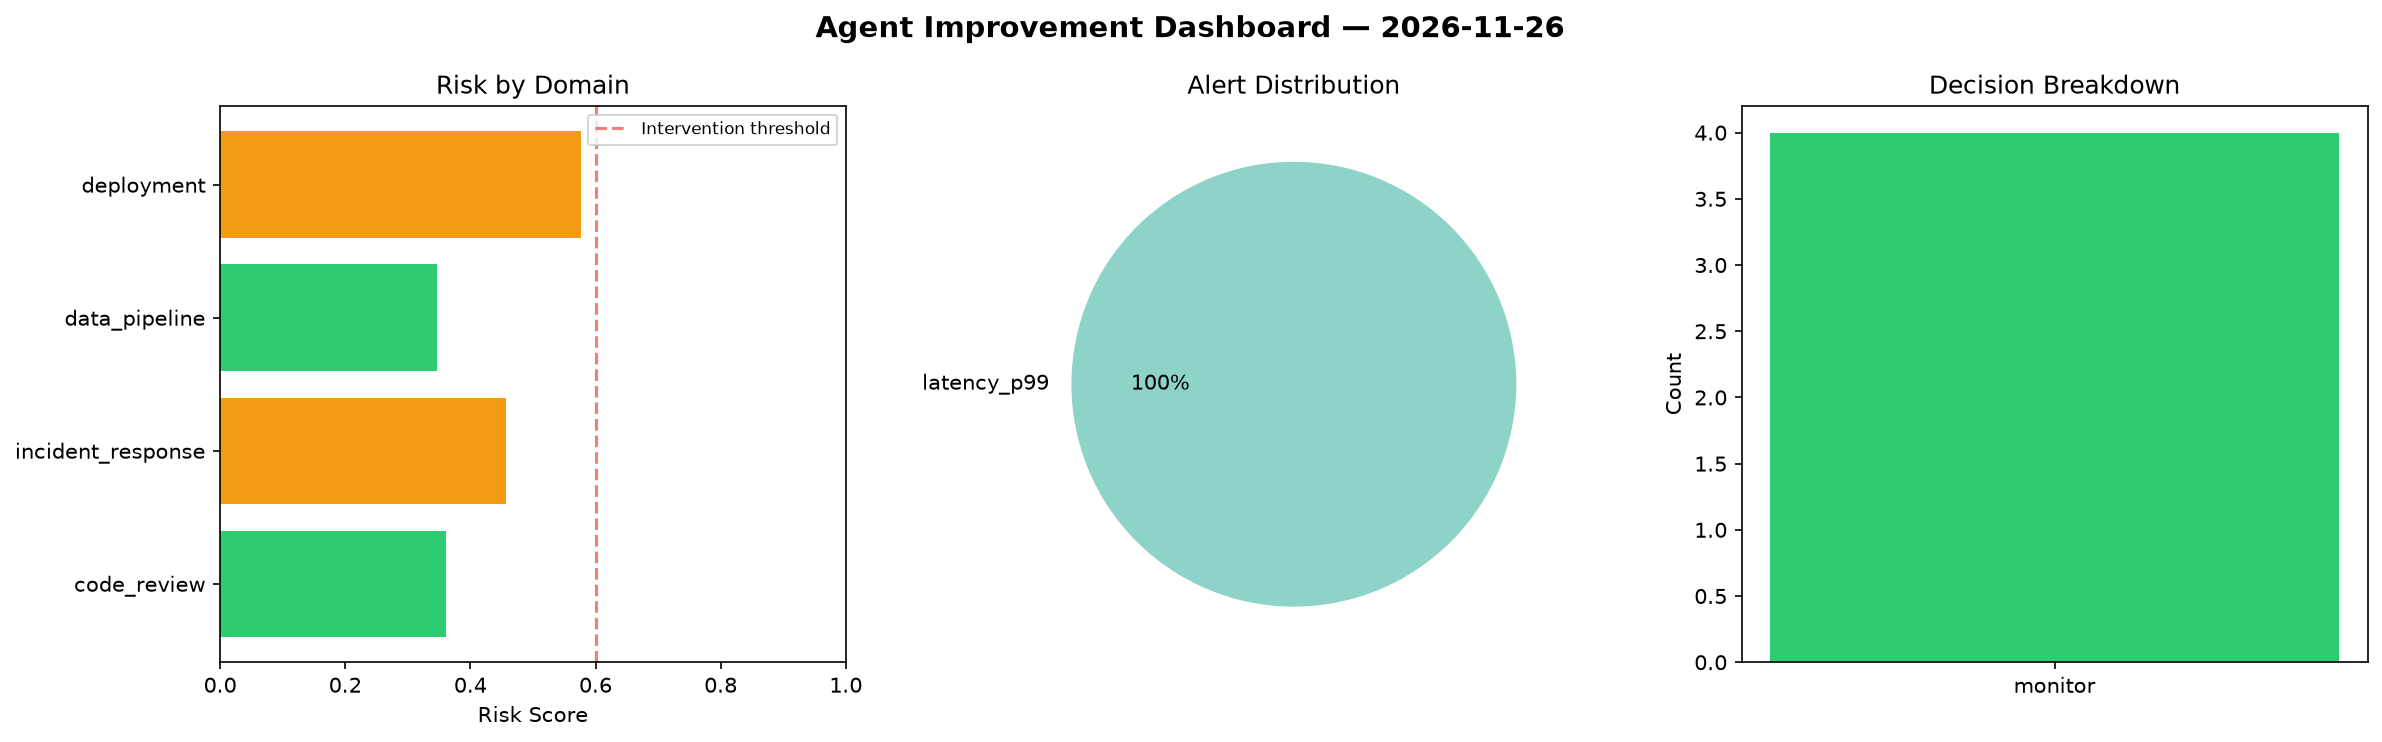 Agent Improvement Dashboard — 2026-11-26
Risk by Domain
Intervention threshold
deployment
data_pipeline
incident_response
code_review
0.0 0.2 0.4 0.6 0.8 1.0
Risk Score
Alert Distribution
latency_p99
100%
Decision Breakdown
Count
4.0
3.5
3.0
2.5
2.0
1.5
1.0
0.5
0.0
monitor